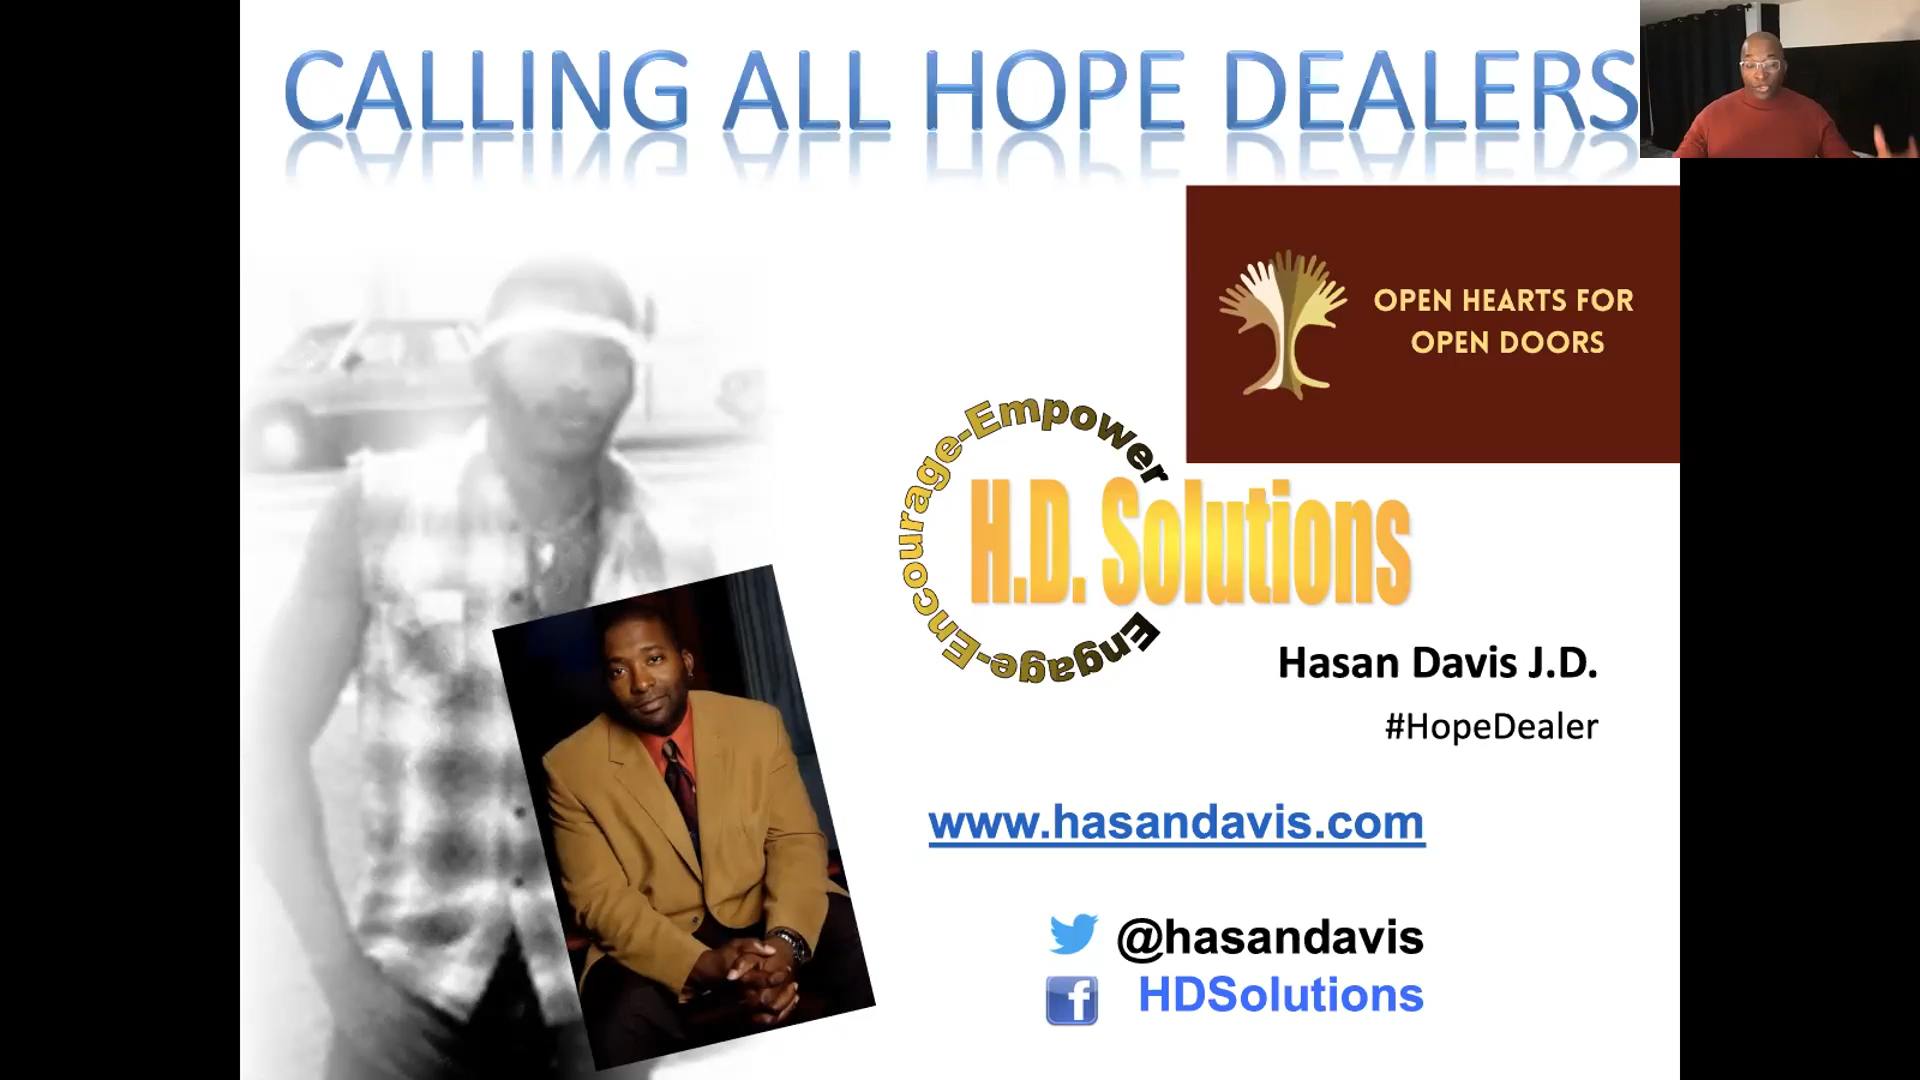 CALLING ALL HOPE DEALERS
OPEN HEARTS FOR
OPEN DOORS
Engage-Encourage-Empower
H.D. Solutions
Hasan Davis J.D.
#HopeDealer
www.hasandavis.com
@hasandavis
f HDSolutions